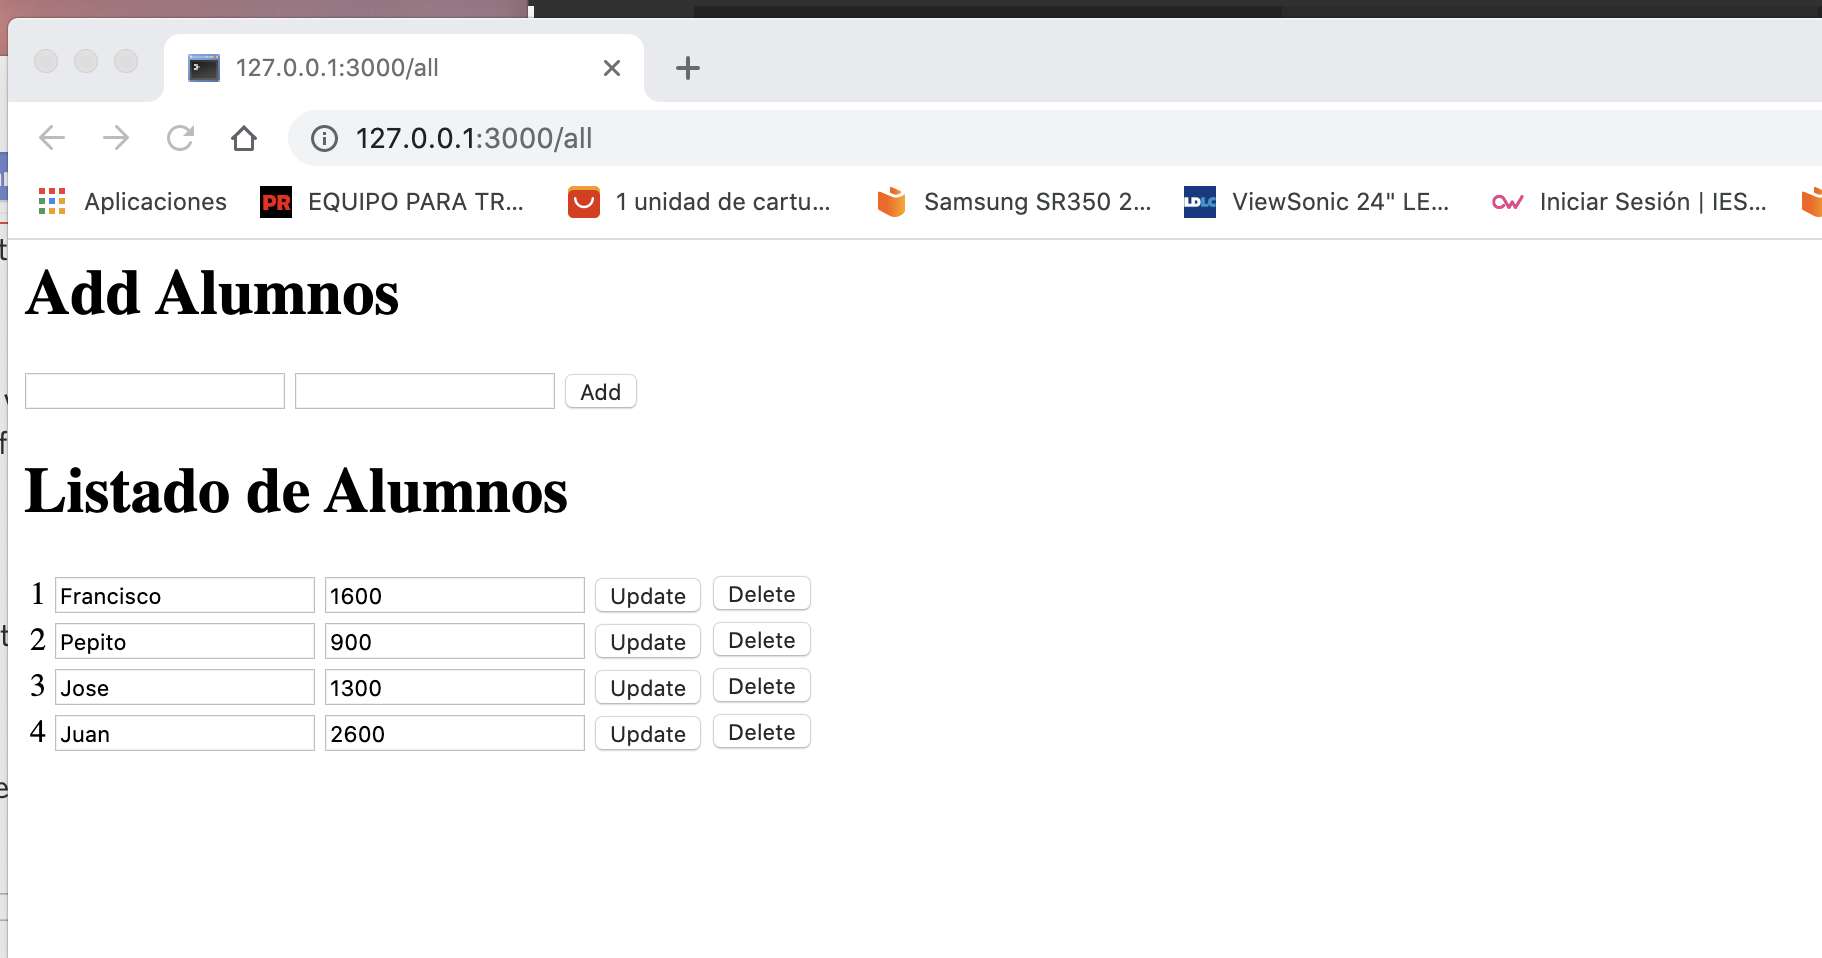 127.0.0.1:3000/all
127.0.0.1:3000/all
Aplicaciones PR EQUIPO PARA TR... 1 unidad de cartu... Samsung SR350 2... LDLC ViewSonic 24" LE... Iniciar Sesión | IES...
Add Alumnos
Add
Listado de Alumnos
1 Francisco 1600 Update Delete
2 Pepito 900 Update Delete
3 Jose 1300 Update Delete
4 Juan 2600 Update Delete